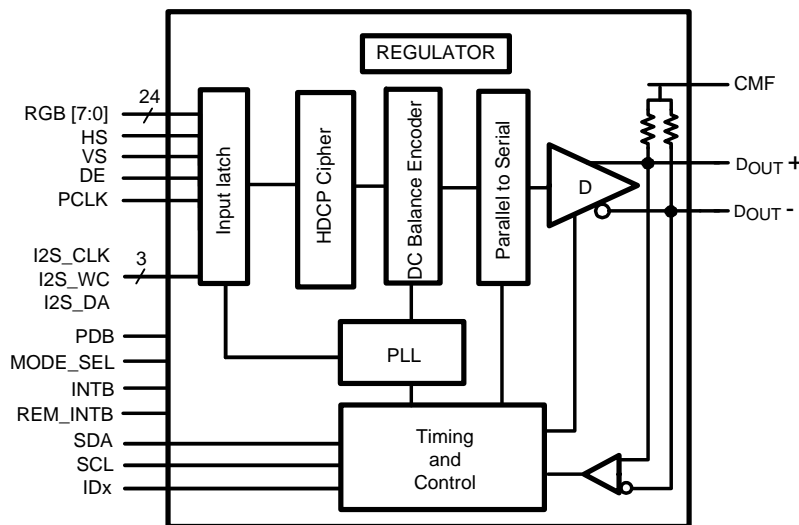 REGULATOR
CMF
24
RGB [7:0]
HS
VS
DE
PCLK
Input latch
HDCP Cipher
DC Balance Encoder
Parallel to Serial
D
DOUT +
DOUT -
I2S_CLK
3
I2S_WC
I2S_DA
PDB
MODE_SEL
INTB
REM_INTB
SDA
SCL
IDx
PLL
Timing
and
Control